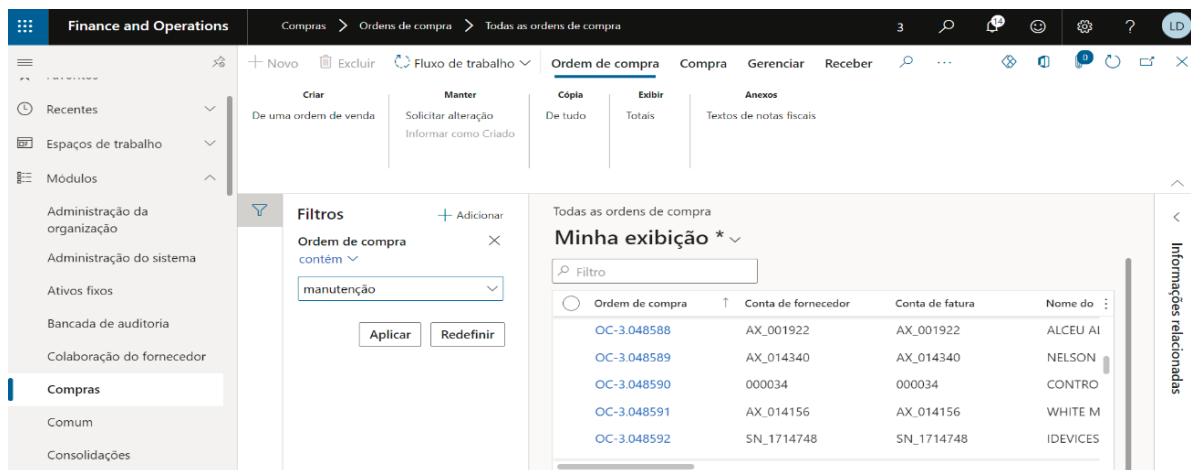 Finance and Operations
Compras > Ordens de compra > Todas as ordens de compra
3
14
?
LD
+ Novo
Excluir
Fluxo de trabalho
Ordem de compra
Compra
Gerenciar
Receber
...
0
Recentes
Espaços de trabalho
Módulos
Administração da
organização
Administração do sistema
Ativos fixos
Bancada de auditoria
Colaboração do fornecedor
Compras
Comum
Consolidações
Criar
De uma ordem de venda
Manter
Solicitar alteração
Informar como Criado
Cópia
De tudo
Exibir
Totais
Anexos
Textos de notas fiscais
Filtros
+ Adicionar
Ordem de compra
contém
manutenção
Aplicar
Redefinir
Todas as ordens de compra
Minha exibição *
Filtro
Ordem de compra ↑ Conta de fornecedor Conta de fatura Nome do
OC-3.048588 AX_001922 AX_001922 ALCEU AI
OC-3.048589 AX_014340 AX_014340 NELSON
OC-3.048590 000034 000034 CONTRO
OC-3.048591 AX_014156 AX_014156 WHITE M
OC-3.048592 SN_1714748 SN_1714748 IDEVICES
Informações relacionadas